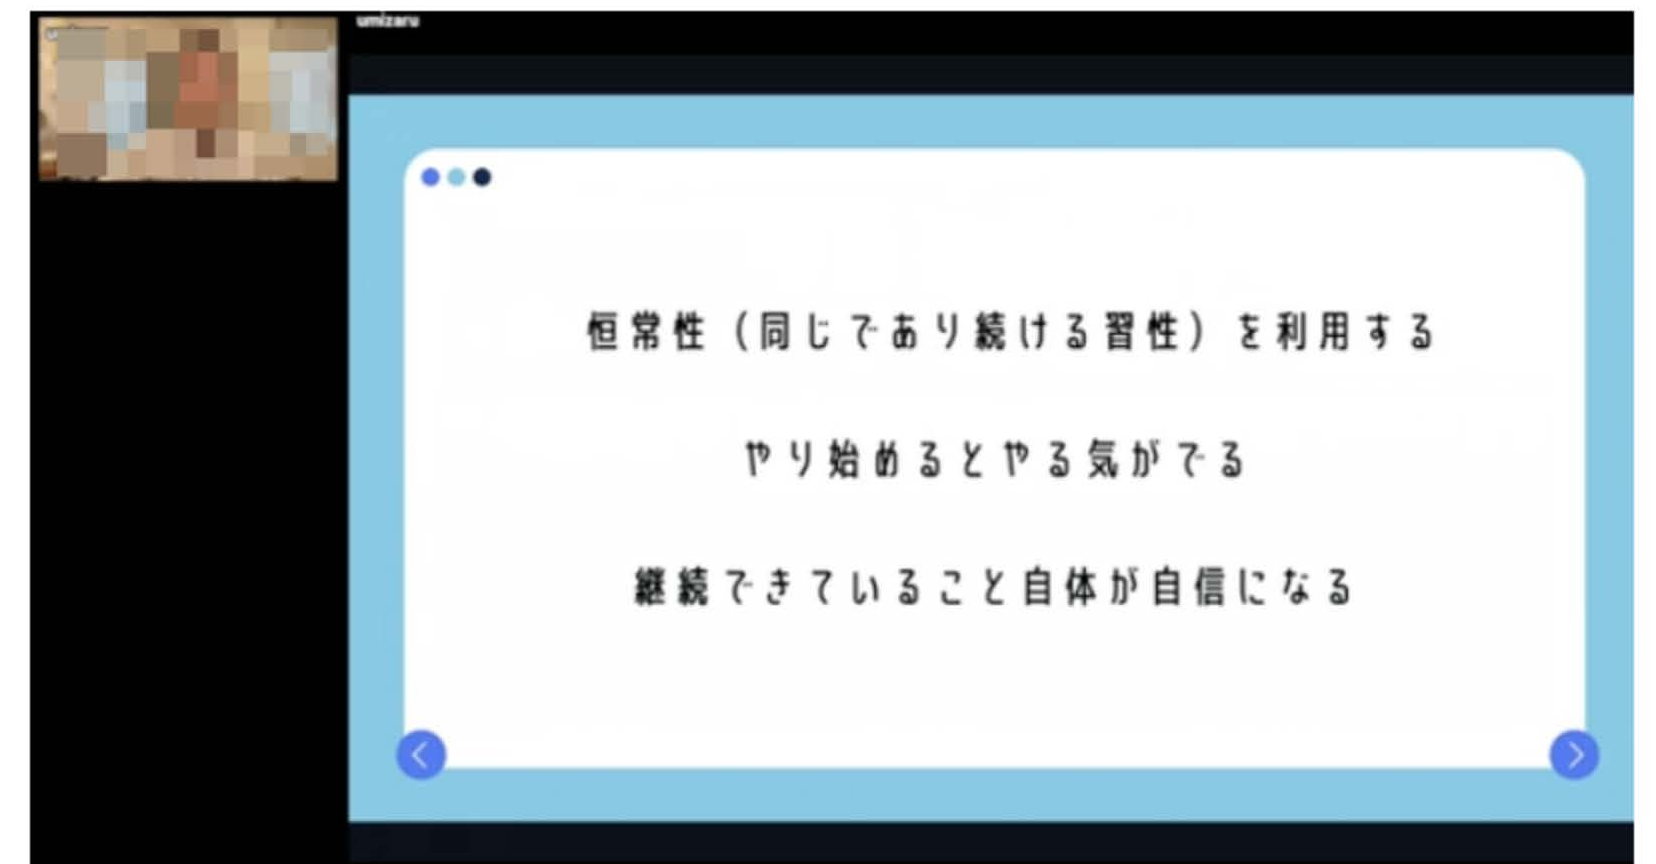 umizaru
恒常性（同じであり続ける習性）を利用する
やり始めるとやる気がでる
継続できていること自体が自信になる